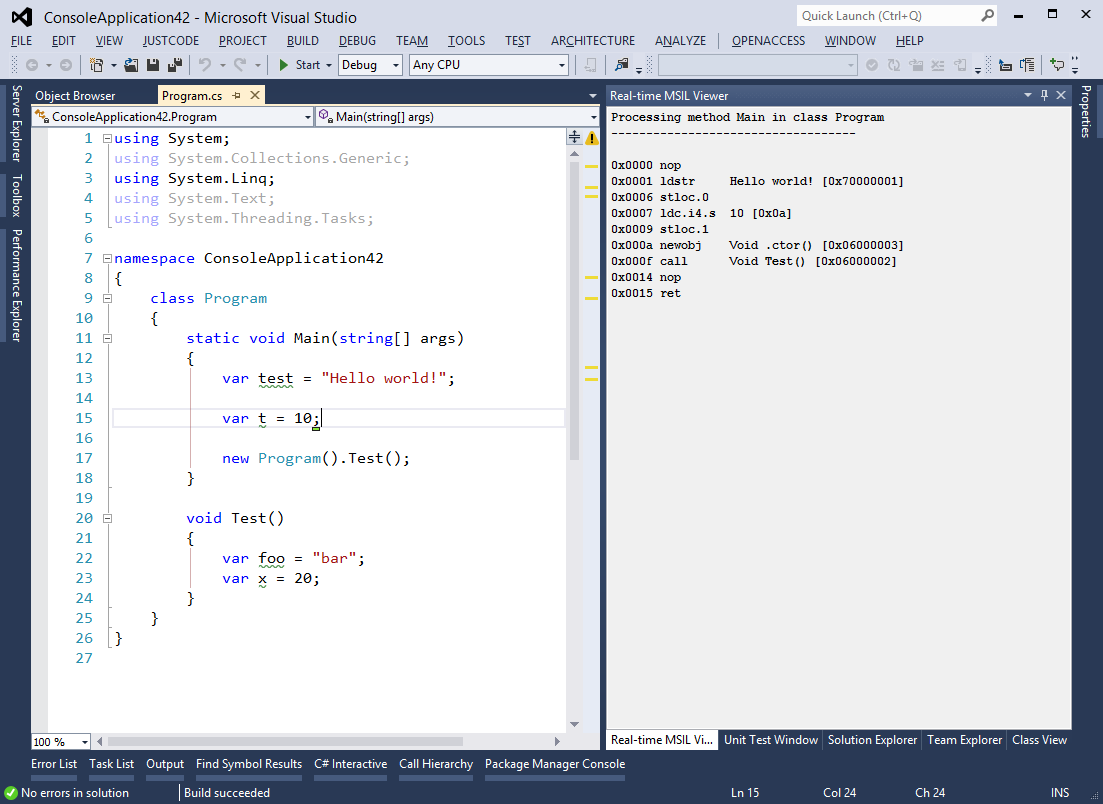 ConsoleApplication42 - Microsoft Visual Studio
Quick Launch (Ctrl+Q)
FILE EDIT VIEW JUSTCODE PROJECT BUILD DEBUG TEAM TOOLS TEST ARCHITECTURE ANALYZE OPENACCESS WINDOW HELP
Start Debug Any CPU
Server Explorer
Toolbox
Performance Explorer
Object Browser Program.cs
ConsoleApplication42.Program Main(string[] args)
1 using System;
2 using System.Collections.Generic;
3 using System.Linq;
4 using System.Text;
5 using System.Threading.Tasks;
6
7 namespace ConsoleApplication42
8 {
9 class Program
10 {
11 static void Main(string[] args)
12 {
13 var test = "Hello world!";
14
15 var t = 10;
16
17 new Program().Test();
18 }
19
20 void Test()
21 {
22 var foo = "bar";
23 var x = 20;
24 }
25 }
26 }
27
100 %
Real-time MSIL Viewer
Processing method Main in class Program
-----------------------------------
0x0000 nop
0x0001 ldstr Hello world! [0x70000001]
0x0006 stloc.0
0x0007 ldc.i4.s 10 [0x0a]
0x0009 stloc.1
0x000a newobj Void .ctor() [0x06000003]
0x000f call Void Test() [0x06000002]
0x0014 nop
0x0015 ret
Properties
Real-time MSIL Vi... Unit Test Window Solution Explorer Team Explorer Class View
Error List Task List Output Find Symbol Results C# Interactive Call Hierarchy Package Manager Console
No errors in solution Build succeeded Ln 15 Col 24 Ch 24 INS